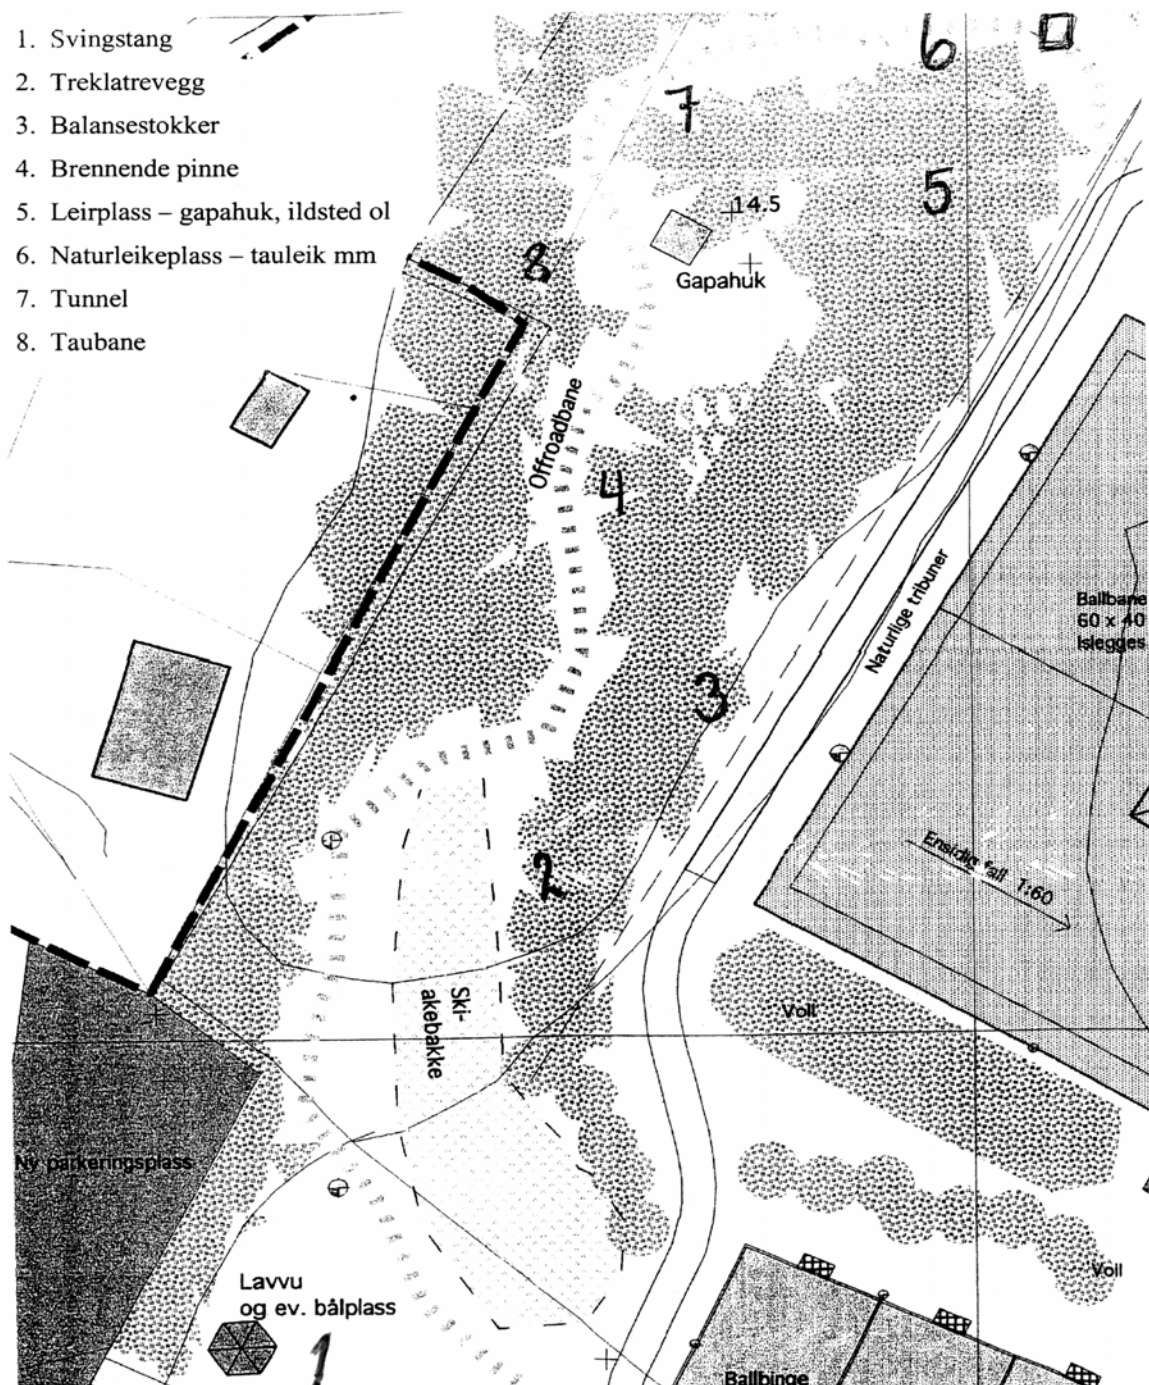 1. Svingstang
2. Treklatrevegg
3. Balansestokker
4. Brennende pinne
5. Leirplass – gapahuk, ildsted ol
6. Naturleikeplass – tauleik mm
7. Tunnel
8. Taubane
6
7
5
14.5
8
Gapahuk
Offroadbane
4
Naturlige tribuner
Ballbane
60 x 40
Islegges
3
Ensidig fall 1:60
2
Ski-
akebakke
Voll
Ny parkeringsplass
Voll
Lavvu
og ev. bålplass
1
Ballbinge